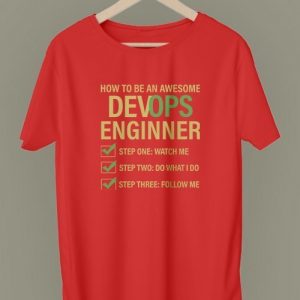 HOW TO BE AN AWESOME
DEVOPS
ENGINNER
STEP ONE: WATCH ME
STEP TWO: DO WHAT I DO
STEP THREE: FOLLOW ME